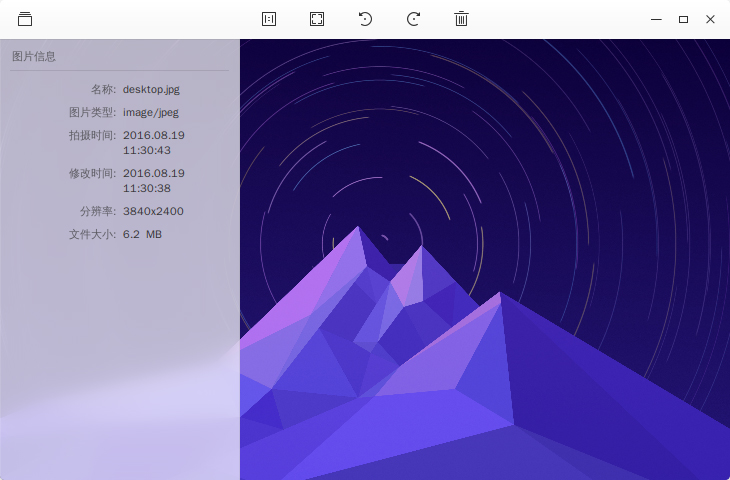 图片信息
名称: desktop.jpg
图片类型: image/jpeg
拍摄时间: 2016.08.19
11:30:43
修改时间: 2016.08.19
11:30:38
分辨率: 3840x2400
文件大小: 6.2 MB